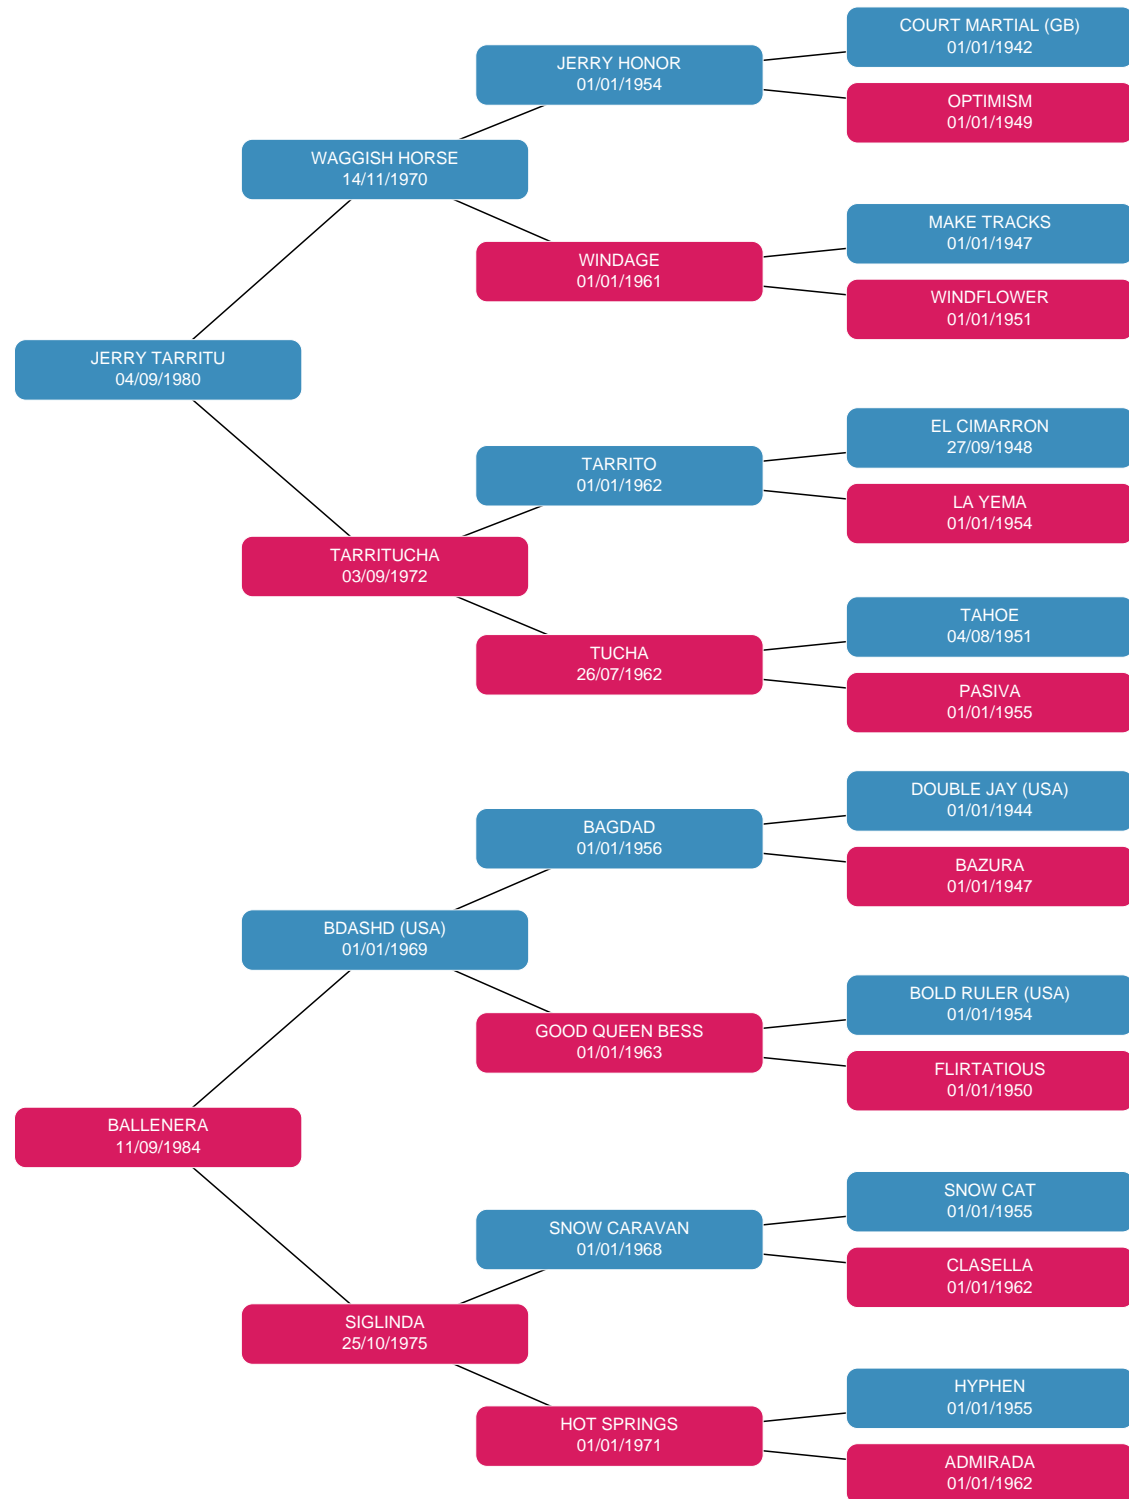 COURT MARTIAL (GB)
01/01/1942
JERRY HONOR
01/01/1954
OPTIMISM
01/01/1949
WAGGISH HORSE
14/11/1970
MAKE TRACKS
01/01/1947
WINDAGE
01/01/1961
WINDFLOWER
01/01/1951
JERRY TARRITU
04/09/1980
EL CIMARRON
27/09/1948
TARRITO
01/01/1962
LA YEMA
01/01/1954
TARRITUCHA
03/09/1972
TAHOE
04/08/1951
TUCHA
26/07/1962
PASIVA
01/01/1955
DOUBLE JAY (USA)
01/01/1944
BAGDAD
01/01/1956
BAZURA
01/01/1947
BDASHD (USA)
01/01/1969
BOLD RULER (USA)
01/01/1954
GOOD QUEEN BESS
01/01/1963
FLIRTATIOUS
01/01/1950
BALLENERA
11/09/1984
SNOW CAT
01/01/1955
SNOW CARAVAN
01/01/1968
CLASELLA
01/01/1962
SIGLINDA
25/10/1975
HYPHEN
01/01/1955
HOT SPRINGS
01/01/1971
ADMIRADA
01/01/1962